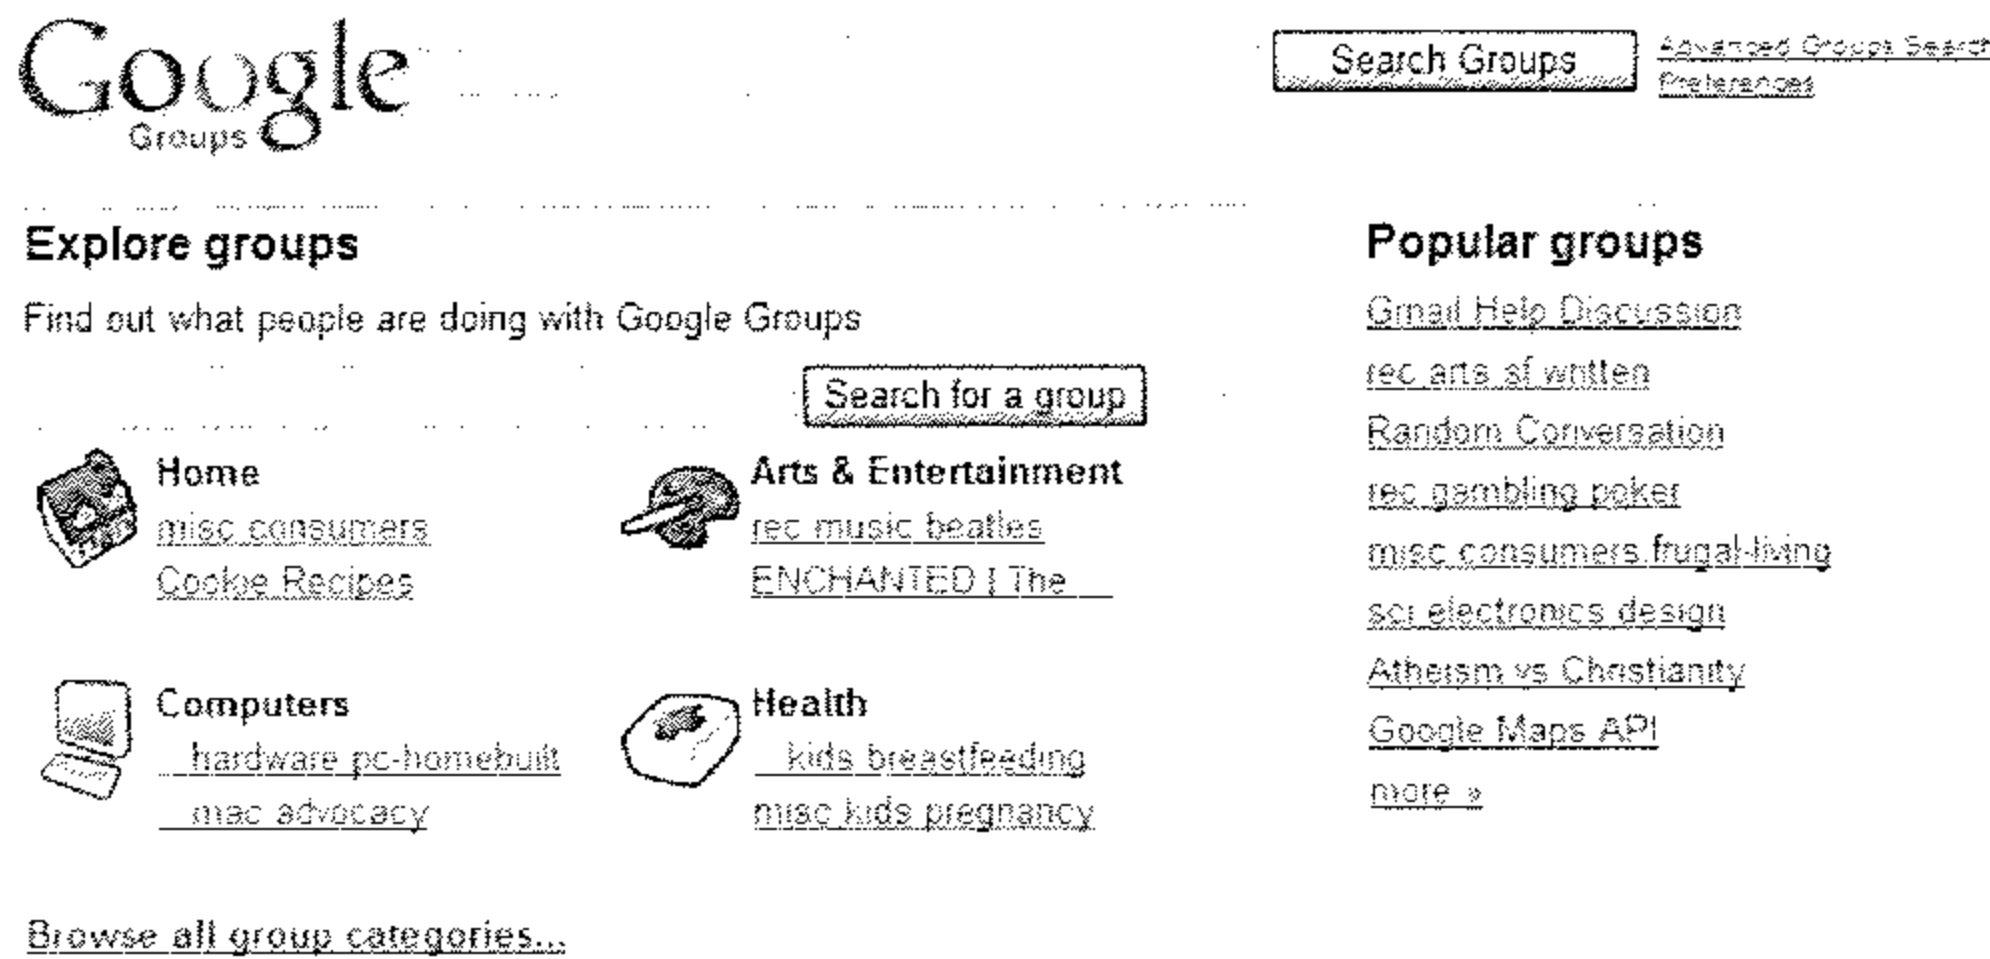 Google
Groups
Search Groups
Advanced Groups Search
Preferences
Explore groups
Find out what people are doing with Google Groups
Search for a group
Home
misc consumers
Cookie Recipes
Arts & Entertainment
rec music beatles
ENCHANTED [ The
Computers
hardware pc-homebuilt
mac advocacy
Health
kids breastfeeding
misc kids pregnancy
Browse all group categories...
Popular groups
Gmail Help Discussion
rec arts sf written
Random Conversation
rec gambling poker
misc consumers.frugal-living
sci electronics design
Atheism vs Christianity
Google Maps API
more »